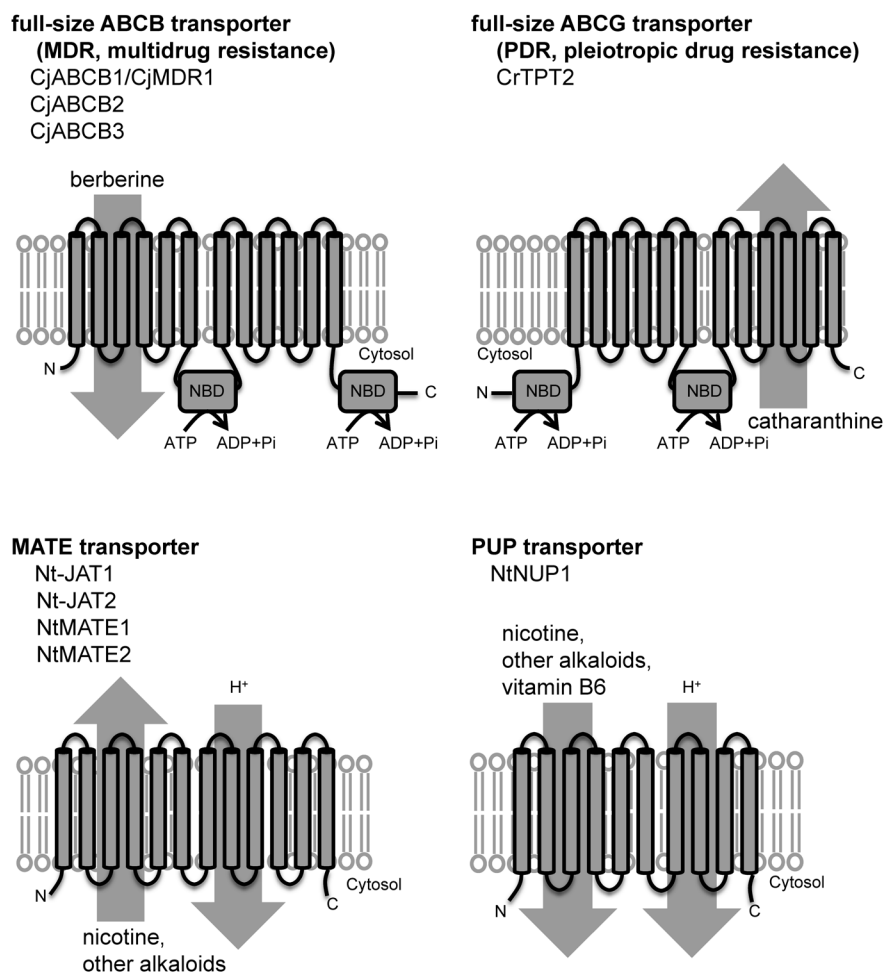 full-size ABCB transporter
(MDR, multidrug resistance)
CjABCB1/CjMDR1
CjABCB2
CjABCB3
berberine
N
Cytosol
NBD
NBD
C
ATP
ADP+Pi
ATP
ADP+Pi
full-size ABCG transporter
(PDR, pleiotropic drug resistance)
CrTPT2
Cytosol
N
NBD
NBD
C
catharanthine
ATP
ADP+Pi
ATP
ADP+Pi
MATE transporter
Nt-JAT1
Nt-JAT2
NtMATE1
NtMATE2
H+
N
C
Cytosol
nicotine,
other alkaloids
PUP transporter
NtNUP1
nicotine,
other alkaloids,
vitamin B6
H+
N
C
Cytosol